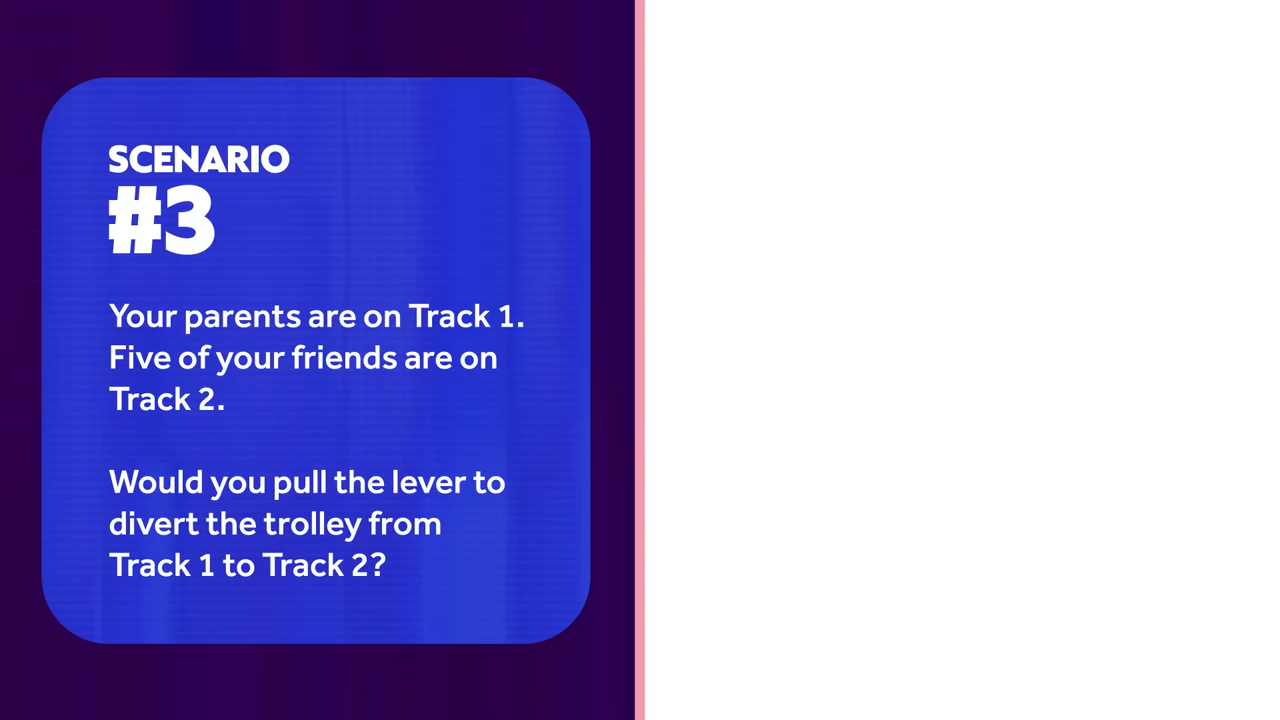 SCENARIO
#3
Your parents are on Track 1.
Five of your friends are on
Track 2.
Would you pull the lever to
divert the trolley from
Track 1 to Track 2?